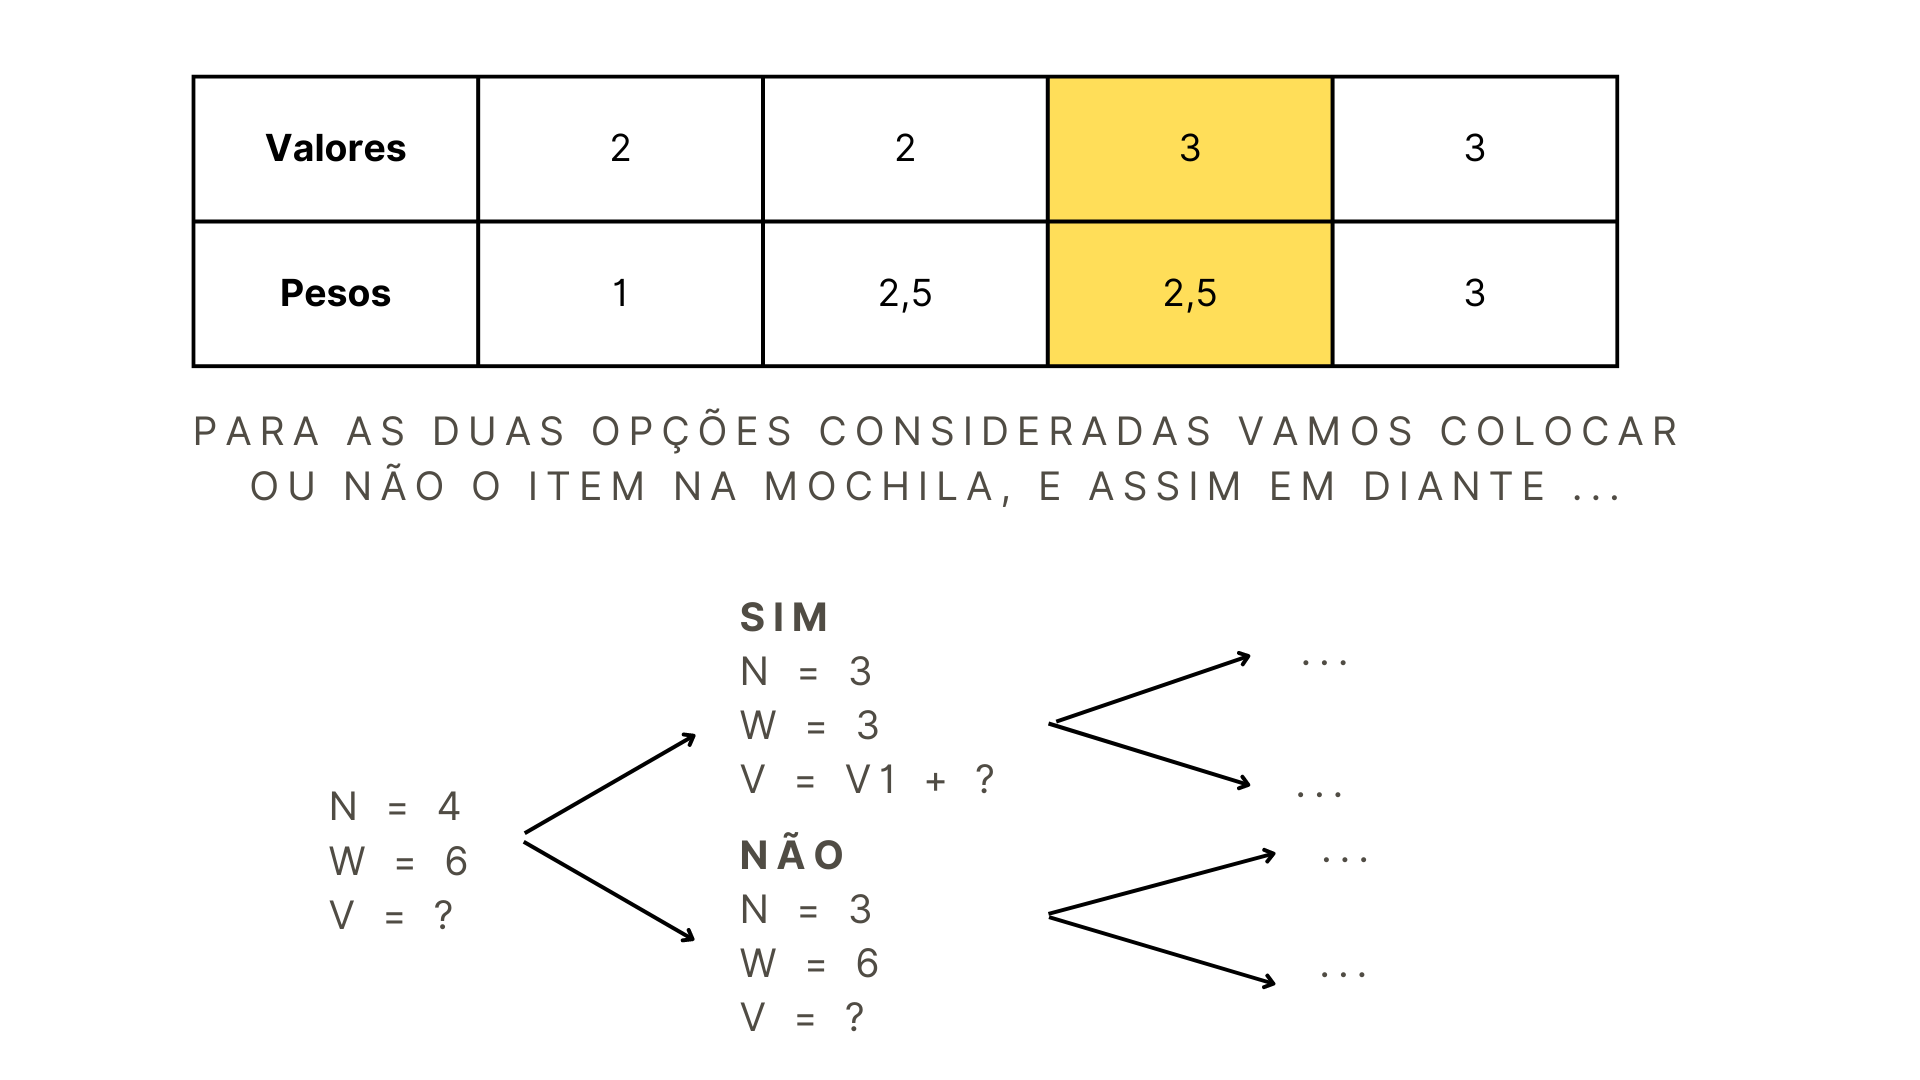 Valores 2 2 3 3
Pesos 1 2,5 2,5 3
PARA AS DUAS OPÇÕES CONSIDERADAS VAMOS COLOCAR
OU NÃO O ITEM NA MOCHILA, E ASSIM EM DIANTE ...
N = 4
W = 6
V = ?
SIM
N = 3
W = 3
V = V1 + ?
NÃO
N = 3
W = 6
V = ?
...
...
...
...